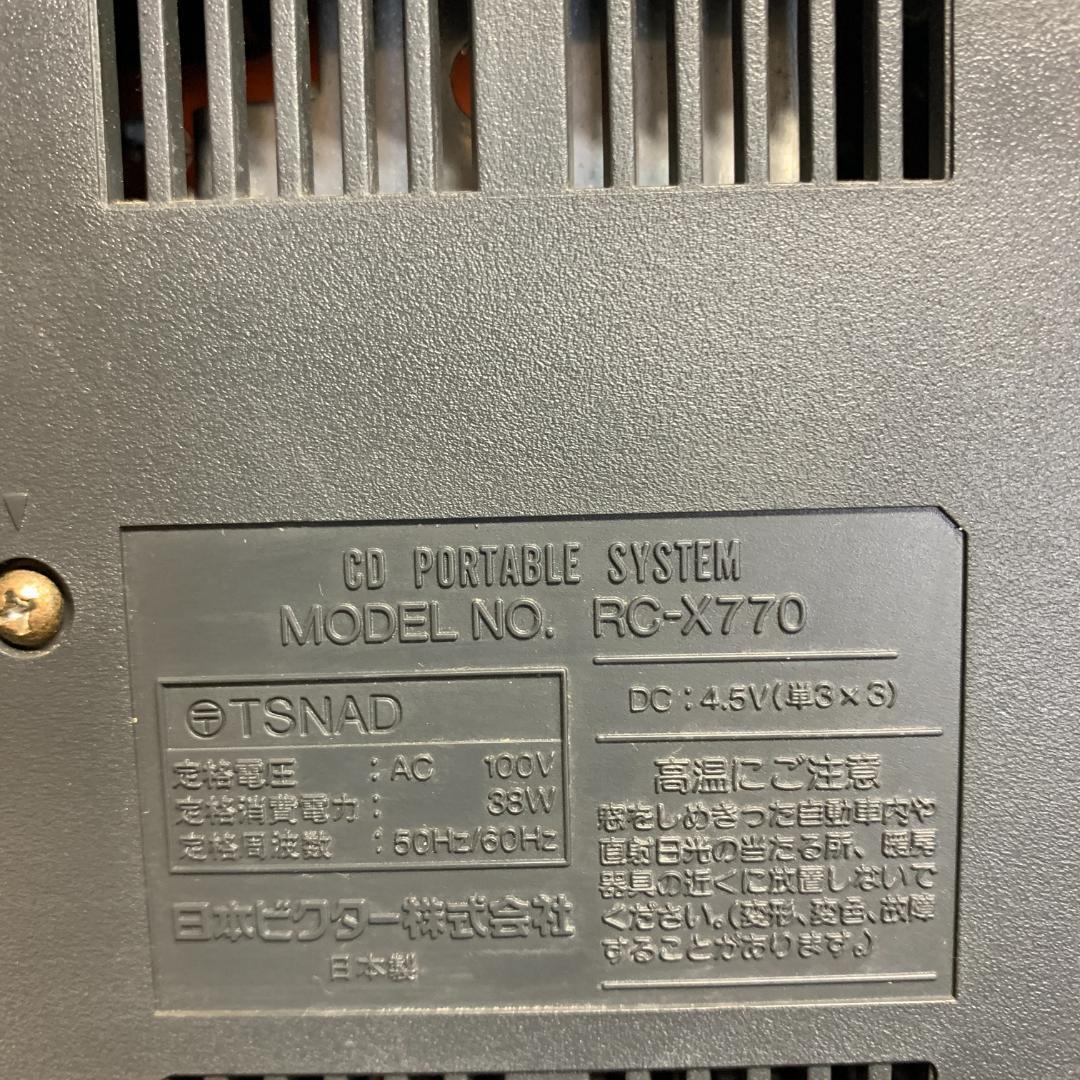 CD PORTABLE SYSTEM
MODEL NO. RC-X770
〶TSNAD
定格電圧 : AC 100V
定格消費電力 : 38W
定格周波数 : 50Hz/60Hz
日本ビクター株式会社
日本製
DC : 4.5V(単3×3)
高温にご注意
窓をしめきった自動車内や
直射日光の当たる所、暖房
器具の近くに放置しないで
ください。(変形、変色、故障
することがあります。)